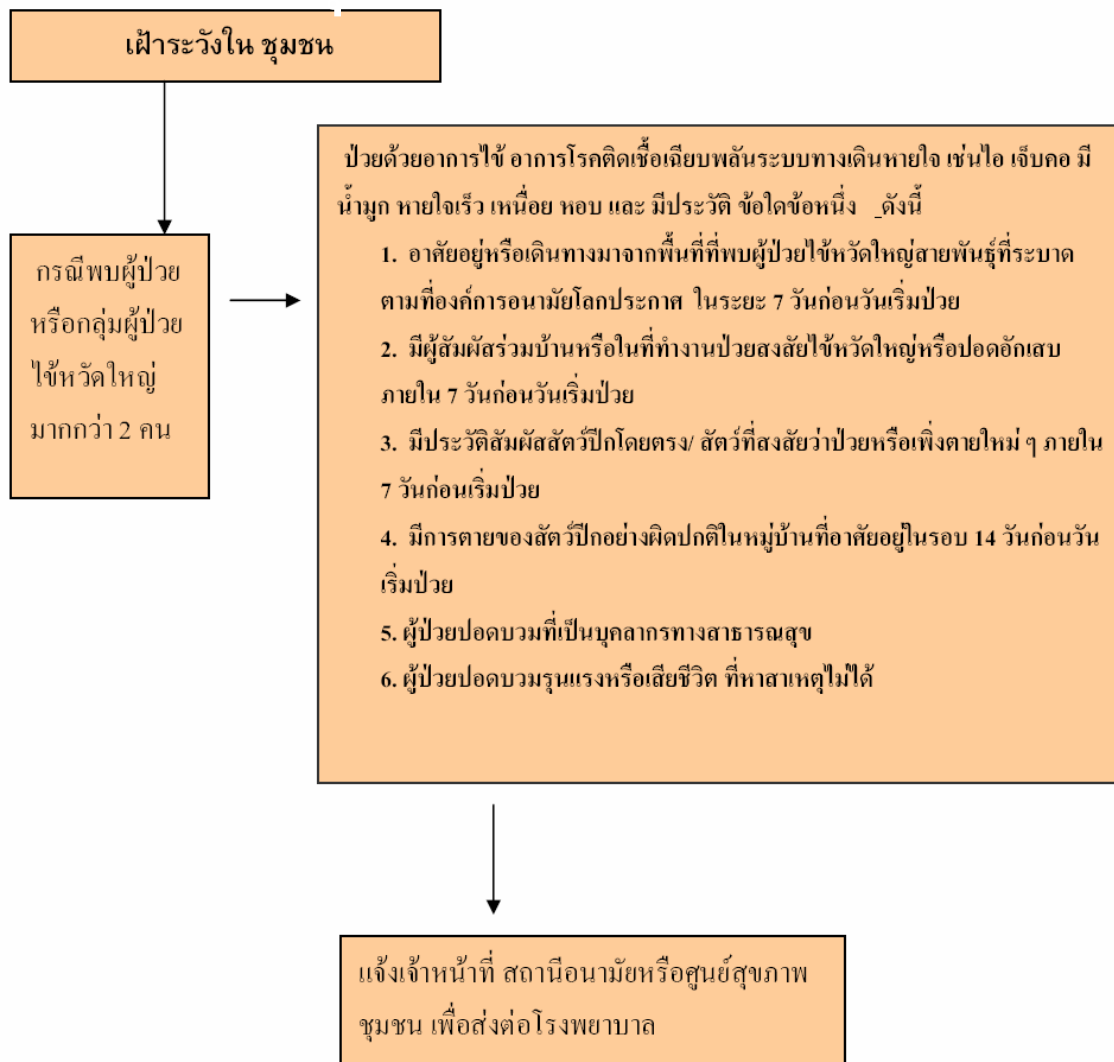 เฝ้าระวังใน ชุมชน
กรณีพบผู้ป่วย
หรือกลุ่มผู้ป่วย
ไข้หวัดใหญ่
มากกว่า 2 คน
ป่วยด้วยอาการไข้ อาการโรคติดเชื้อเฉียบพลันระบบทางเดินหายใจ เช่นไอ เจ็บคอ มี
น้ำมูก หายใจเร็ว เหนื่อย หอบ และ มีประวัติ ข้อใดข้อหนึ่ง _ดังนี้
1. อาศัยอยู่หรือเดินทางมาจากพื้นที่ที่พบผู้ป่วยไข้หวัดใหญ่สายพันธุ์ที่ระบาด
ตามที่องค์การอนามัยโลกประกาศ ในระยะ 7 วันก่อนวันเริ่มป่วย
2. มีผู้สัมผัสร่วมบ้านหรือในที่ทำงานป่วยสงสัยไข้หวัดใหญ่หรือปอดอักเสบ
ภายใน 7 วันก่อนวันเริ่มป่วย
3. มีประวัติสัมผัสสัตว์ปีกโดยตรง/ สัตว์ที่สงสัยว่าป่วยหรือเพิ่งตายใหม่ ๆ ภายใน
7 วันก่อนเริ่มป่วย
4. มีการตายของสัตว์ปีกอย่างผิดปกติในหมู่บ้านที่อาศัยอยู่ในรอบ 14 วันก่อนวัน
เริ่มป่วย
5. ผู้ป่วยปอดบวมที่เป็นบุคลากรทางสาธารณสุข
6. ผู้ป่วยปอดบวมรุนแรงหรือเสียชีวิต ที่หาสาเหตุไม่ได้
แจ้งเจ้าหน้าที่ สถานีอนามัยหรือศูนย์สุขภาพ
ชุมชน เพื่อส่งต่อโรงพยาบาล